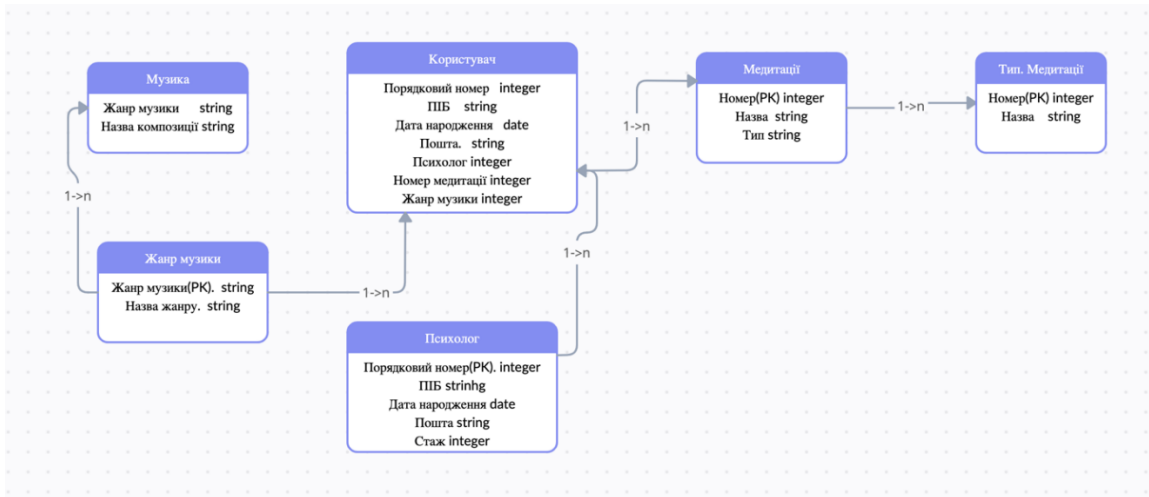 Музика
Жанр музики string
Назва композиції string
1->n
Жанр музики
Жанр музики(PK). string
Назва жанру. string
1->n
Користувач
Порядковий номер integer
ПІБ string
Дата народження date
Пошта. string
Психолог integer
Номер медитації integer
Жанр музики integer
1->n
Психолог
Порядковий номер(PK). integer
ПІБ strinhg
Дата народження date
Пошта string
Стаж integer
1->n
Медитації
Номер(PK) integer
Назва string
Тип string
1->n
Тип. Медитації
Номер(PK) integer
Назва string